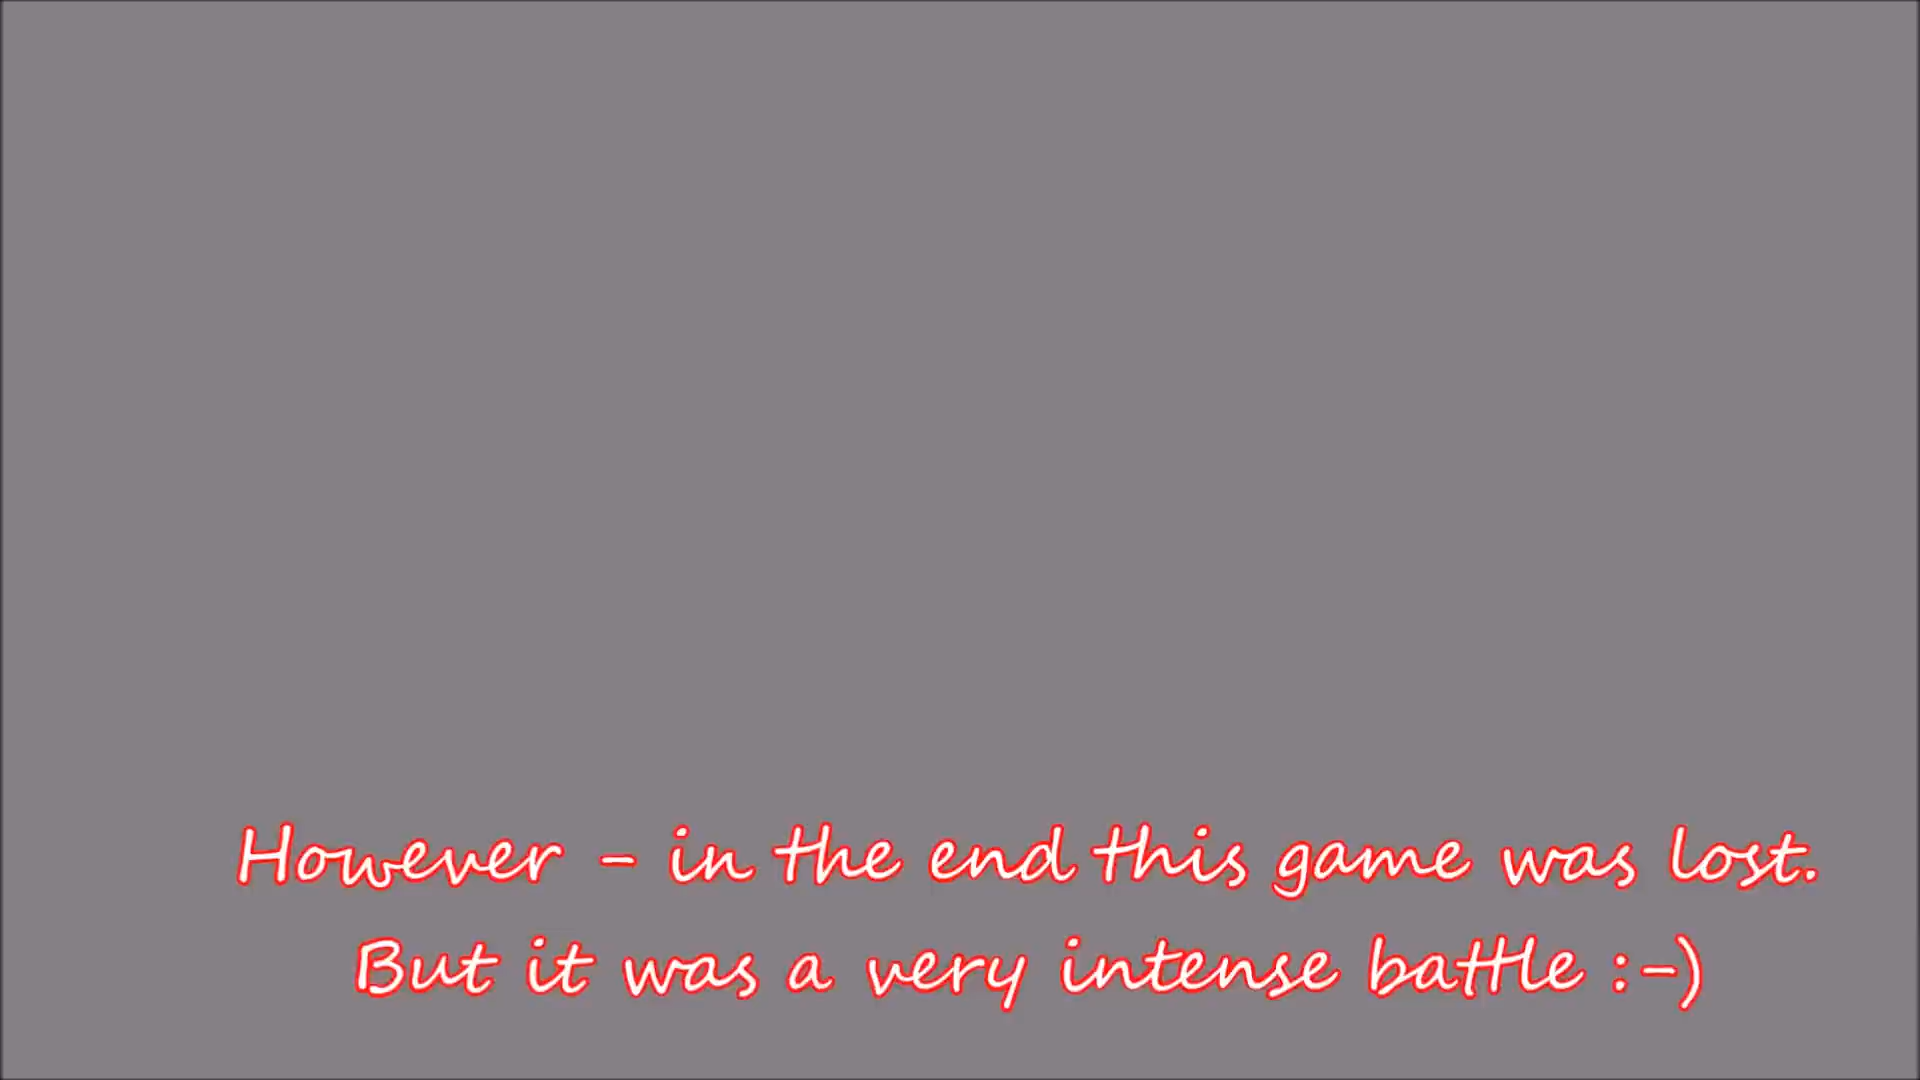 However - in the end this game was lost.
But it was a very intense battle :-)